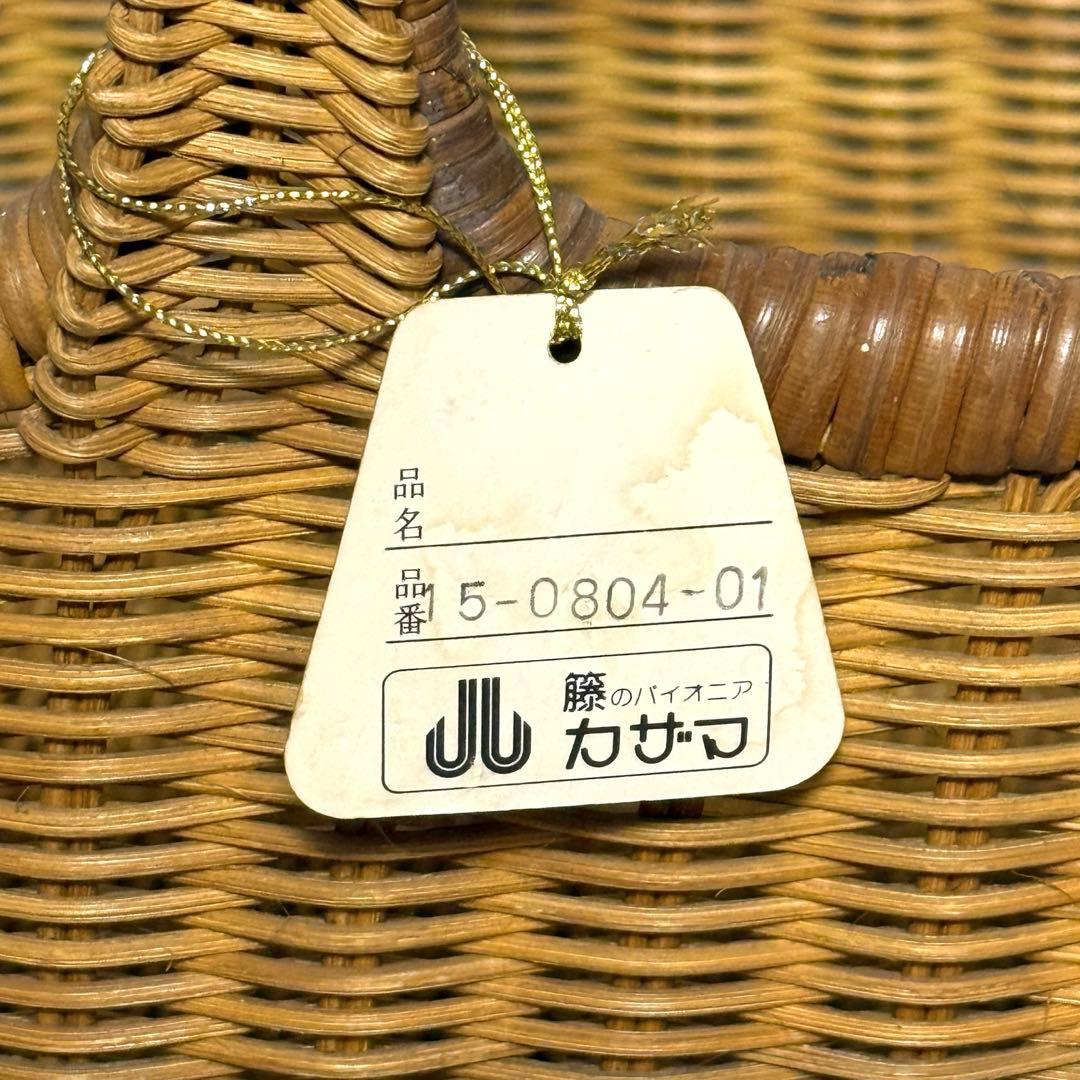 品名
品番 15-0804-01
籐のパイオニア
カザマ